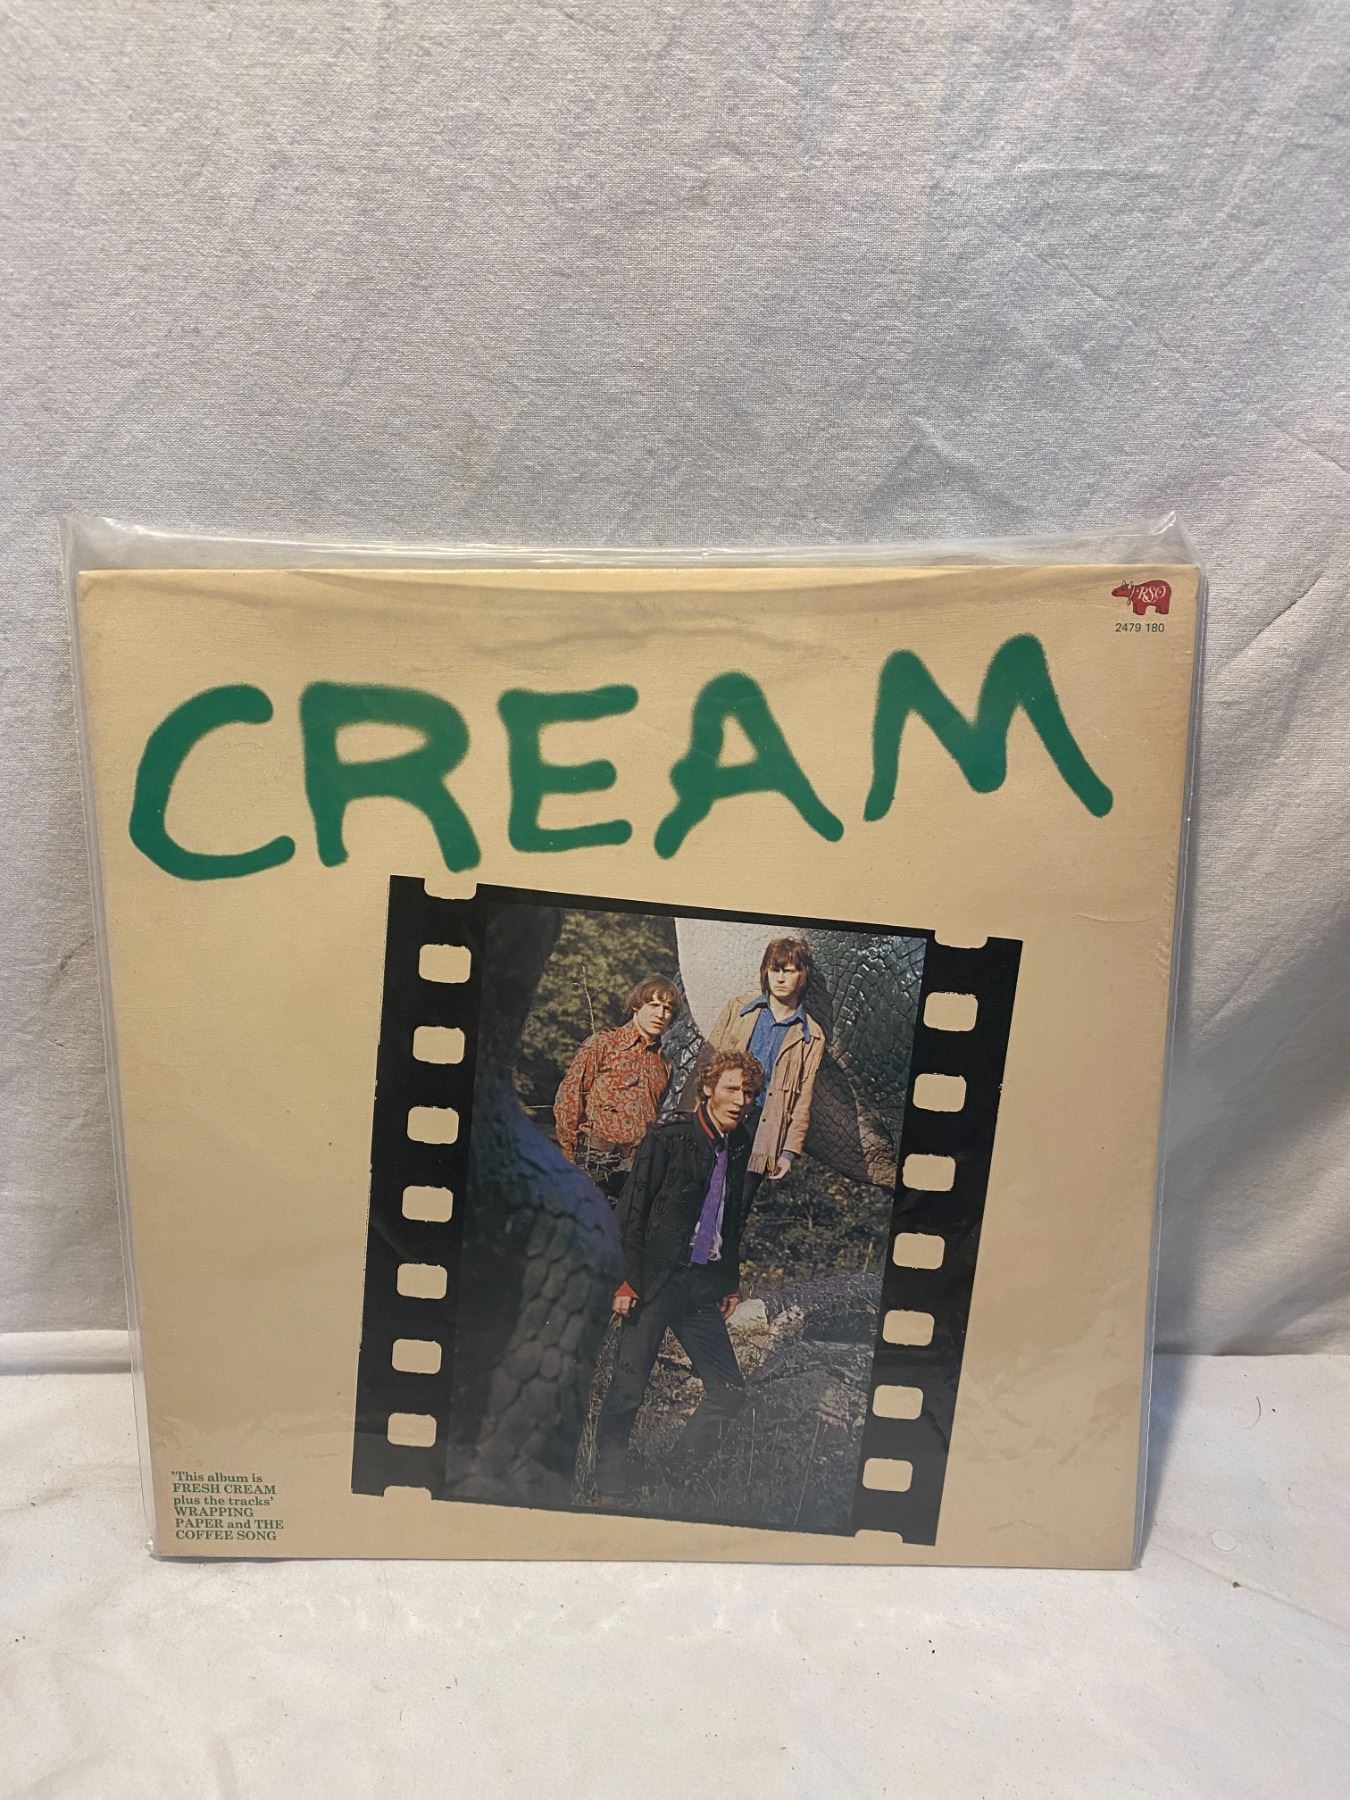 RSO
2479 180
CREAM
'This album is
FRESH CREAM
plus the tracks'
WRAPPING
PAPER and THE
COFFEE SONG